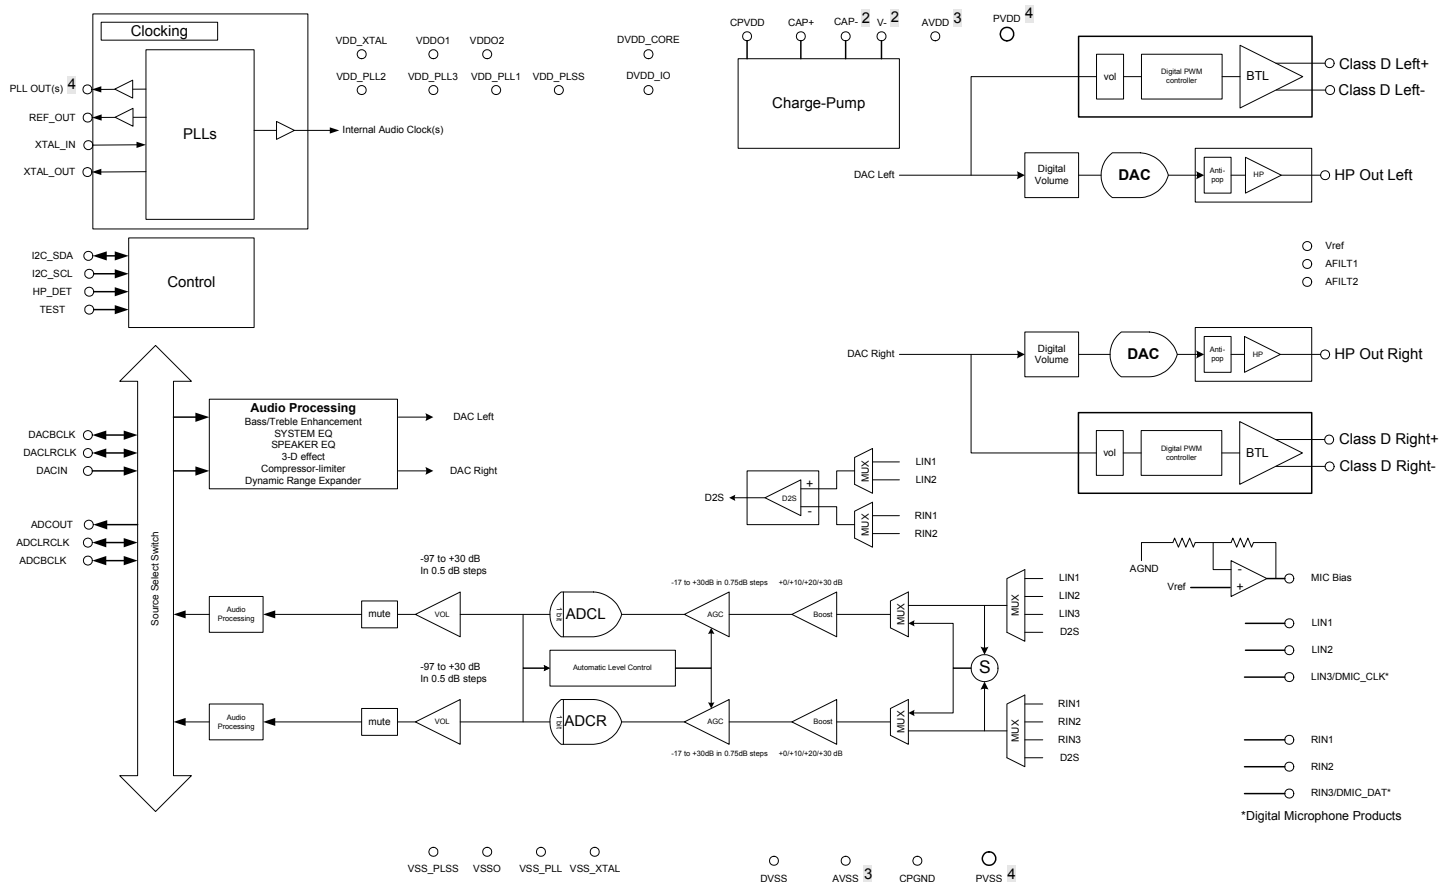 Clocking
PLLs
PLL OUT(s) 4
REF_OUT
XTAL_IN
XTAL_OUT
Internal Audio Clock(s)
VDD_XTAL
VDDO1
VDDO2
DVDD_CORE
VDD_PLL2
VDD_PLL3
VDD_PLL1
VDD_PLSS
DVDD_IO
CPVDD
CAP+
CAP- 2
V- 2
AVDD 3
PVDD 4
Charge-Pump
vol
Digital PWM
controller
BTL
Class D Left+
Class D Left-
DAC Left
Digital
Volume
DAC
Anti-
pop
HP
HP Out Left
I2C_SDA
I2C_SCL
HP_DET
TEST
Control
Vref
AFILT1
AFILT2
DAC Right
Digital
Volume
DAC
Anti-
pop
HP
HP Out Right
vol
Digital PWM
controller
BTL
Class D Right+
Class D Right-
Source Select Switch
DACBCLK
DACLRCLK
DACIN
ADCOUT
ADCLRCLK
ADCBCLK
Audio Processing
Bass/Treble Enhancement
SYSTEM EQ
SPEAKER EQ
3-D effect
Compressor-limiter
Dynamic Range Expander
DAC Left
DAC Right
D2S
D2S
+
-
MUX
LIN1
LIN2
MUX
RIN1
RIN2
AGND
Vref
-
+
MIC Bias
-97 to +30 dB
In 0.5 dB steps
-17 to +30dB in 0.75dB steps
+0/+10/+20/+30 dB
Audio
Processing
mute
VOL
1 bit
ADCL
AGC
Boost
MUX
MUX
LIN1
LIN2
LIN3
D2S
Automatic Level Control
S
-97 to +30 dB
In 0.5 dB steps
Audio
Processing
mute
VOL
1 bit
ADCR
AGC
Boost
MUX
MUX
RIN1
RIN2
RIN3
D2S
-17 to +30dB in 0.75dB steps
+0/+10/+20/+30 dB
LIN1
LIN2
LIN3/DMIC_CLK*
RIN1
RIN2
RIN3/DMIC_DAT*
*Digital Microphone Products
VSS_PLSS
VSSO
VSS_PLL
VSS_XTAL
DVSS
AVSS 3
CPGND
PVSS 4